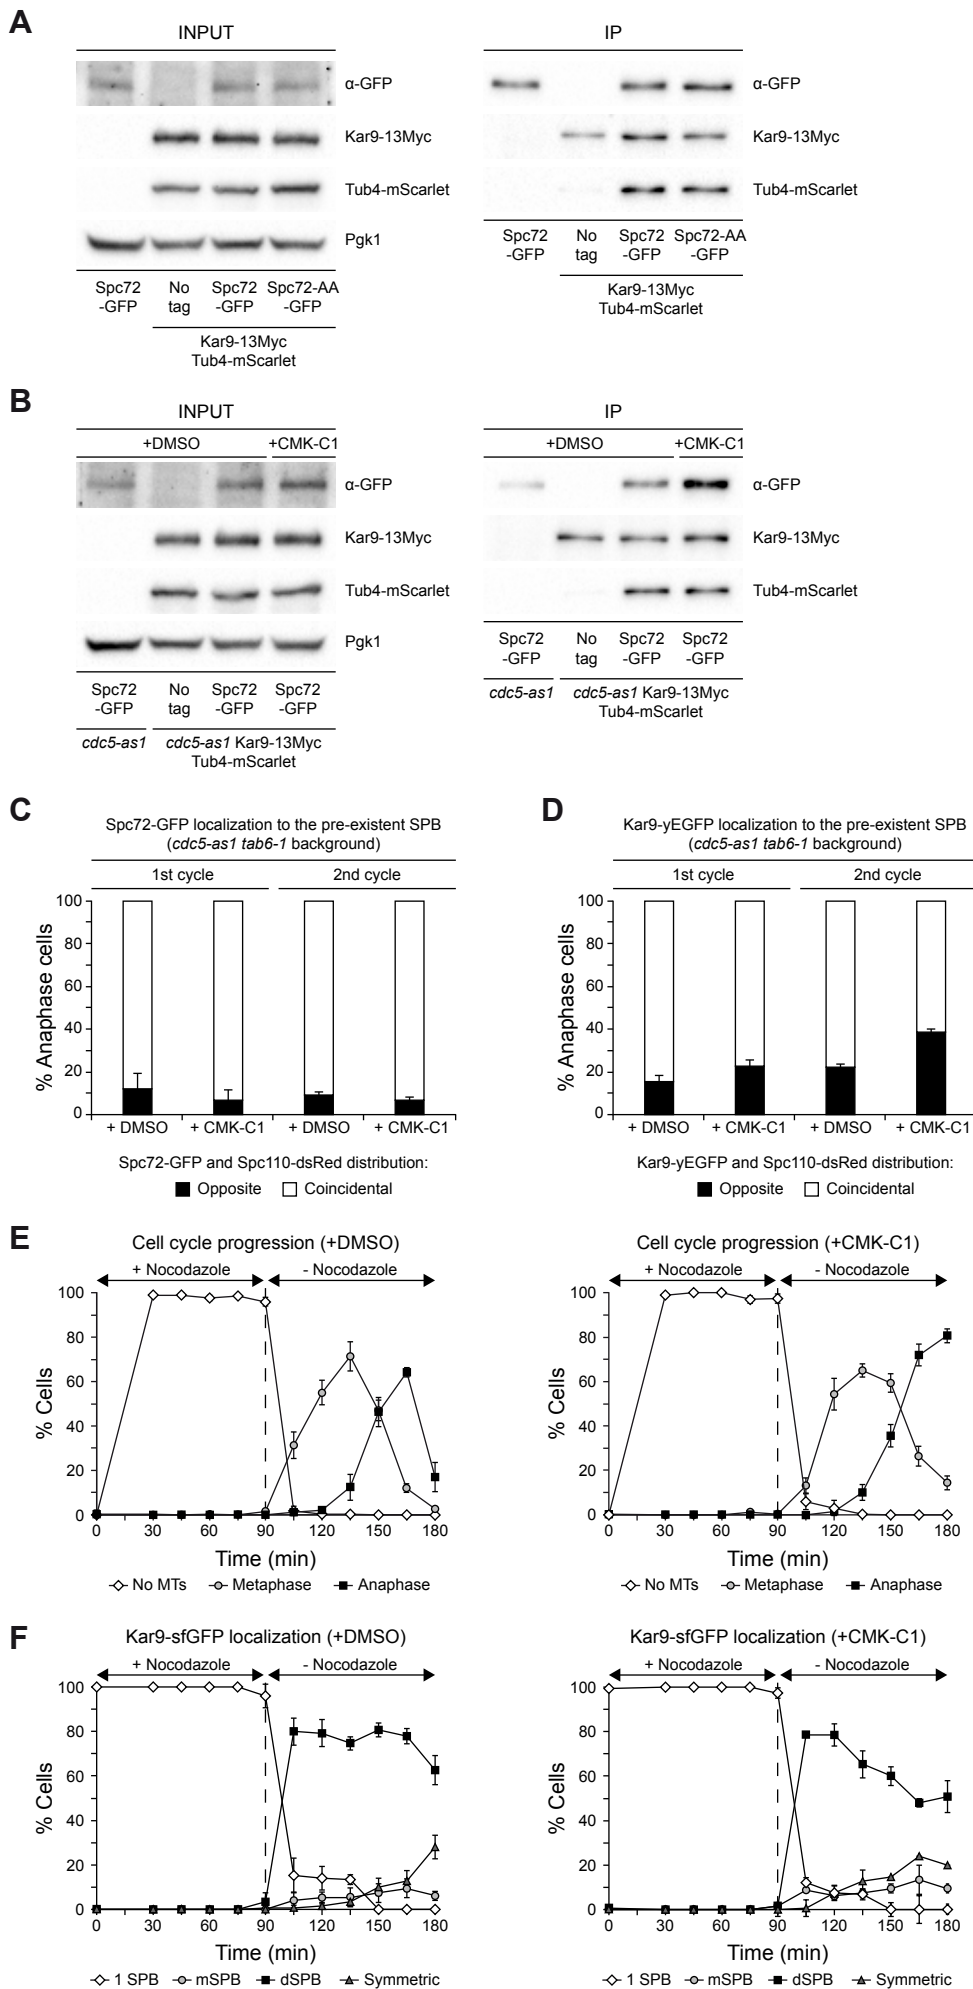 A
INPUT
IP
α-GFP
Kar9-13Myc
Tub4-mScarlet
Pgk1
Spc72 -GFP
No tag
Spc72 -GFP
Spc72-AA -GFP
Kar9-13Myc
Tub4-mScarlet
α-GFP
Kar9-13Myc
Tub4-mScarlet
Spc72 -GFP
No tag
Spc72 -GFP
Spc72-AA -GFP
Kar9-13Myc
Tub4-mScarlet
B
INPUT
+DMSO
+CMK-C1
α-GFP
Kar9-13Myc
Tub4-mScarlet
Pgk1
Spc72 -GFP
No tag
Spc72 -GFP
Spc72 -GFP
cdc5-as1
cdc5-as1 Kar9-13Myc
Tub4-mScarlet
IP
+DMSO
+CMK-C1
α-GFP
Kar9-13Myc
Tub4-mScarlet
Spc72 -GFP
No tag
Spc72 -GFP
Spc72 -GFP
cdc5-as1
cdc5-as1 Kar9-13Myc
Tub4-mScarlet
C
Spc72-GFP localization to the pre-existent SPB
(cdc5-as1 tab6-1 background)
1st cycle
2nd cycle
% Anaphase cells
100
80
60
40
20
0
+ DMSO
+ CMK-C1
+ DMSO
+ CMK-C1
Spc72-GFP and Spc110-dsRed distribution:
Opposite
Coincidental
D
Kar9-yEGFP localization to the pre-existent SPB
(cdc5-as1 tab6-1 background)
1st cycle
2nd cycle
% Anaphase cells
100
80
60
40
20
0
+ DMSO
+ CMK-C1
+ DMSO
+ CMK-C1
Kar9-yEGFP and Spc110-dsRed distribution:
Opposite
Coincidental
E
Cell cycle progression (+DMSO)
+ Nocodazole
- Nocodazole
% Cells
100
80
60
40
20
0
0 30 60 90 120 150 180
Time (min)
No MTs
Metaphase
Anaphase
Cell cycle progression (+CMK-C1)
+ Nocodazole
- Nocodazole
% Cells
100
80
60
40
20
0
0 30 60 90 120 150 180
Time (min)
No MTs
Metaphase
Anaphase
F
Kar9-sfGFP localization (+DMSO)
+ Nocodazole
- Nocodazole
% Cells
100
80
60
40
20
0
0 30 60 90 120 150 180
Time (min)
1 SPB
mSPB
dSPB
Symmetric
Kar9-sfGFP localization (+CMK-C1)
+ Nocodazole
- Nocodazole
% Cells
100
80
60
40
20
0
0 30 60 90 120 150 180
Time (min)
1 SPB
mSPB
dSPB
Symmetric